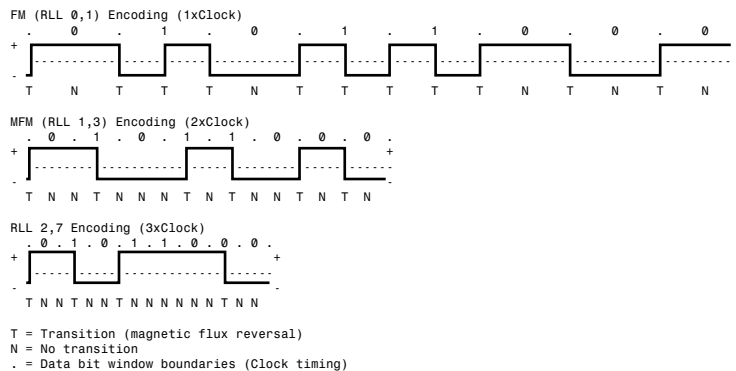 FM (RLL 0,1) Encoding (1xClock)
. 0 . 1 . 0 . 1 . 1 . 0 . 0 . 0
+
-
T N T T T N T T T T T N T N T N
MFM (RLL 1,3) Encoding (2xClock)
. 0 . 1 . 0 . 1 . 1 . 0 . 0 . 0 .
+ +
- -
T N N T N N N T N T N N T N T N
RLL 2,7 Encoding (3xClock)
. 0 . 1 . 0 . 1 . 1 . 0 . 0 . 0 .
+ +
- -
T N N T N N T N N N N N N T N N
T = Transition (magnetic flux reversal)
N = No transition
. = Data bit window boundaries (Clock timing)